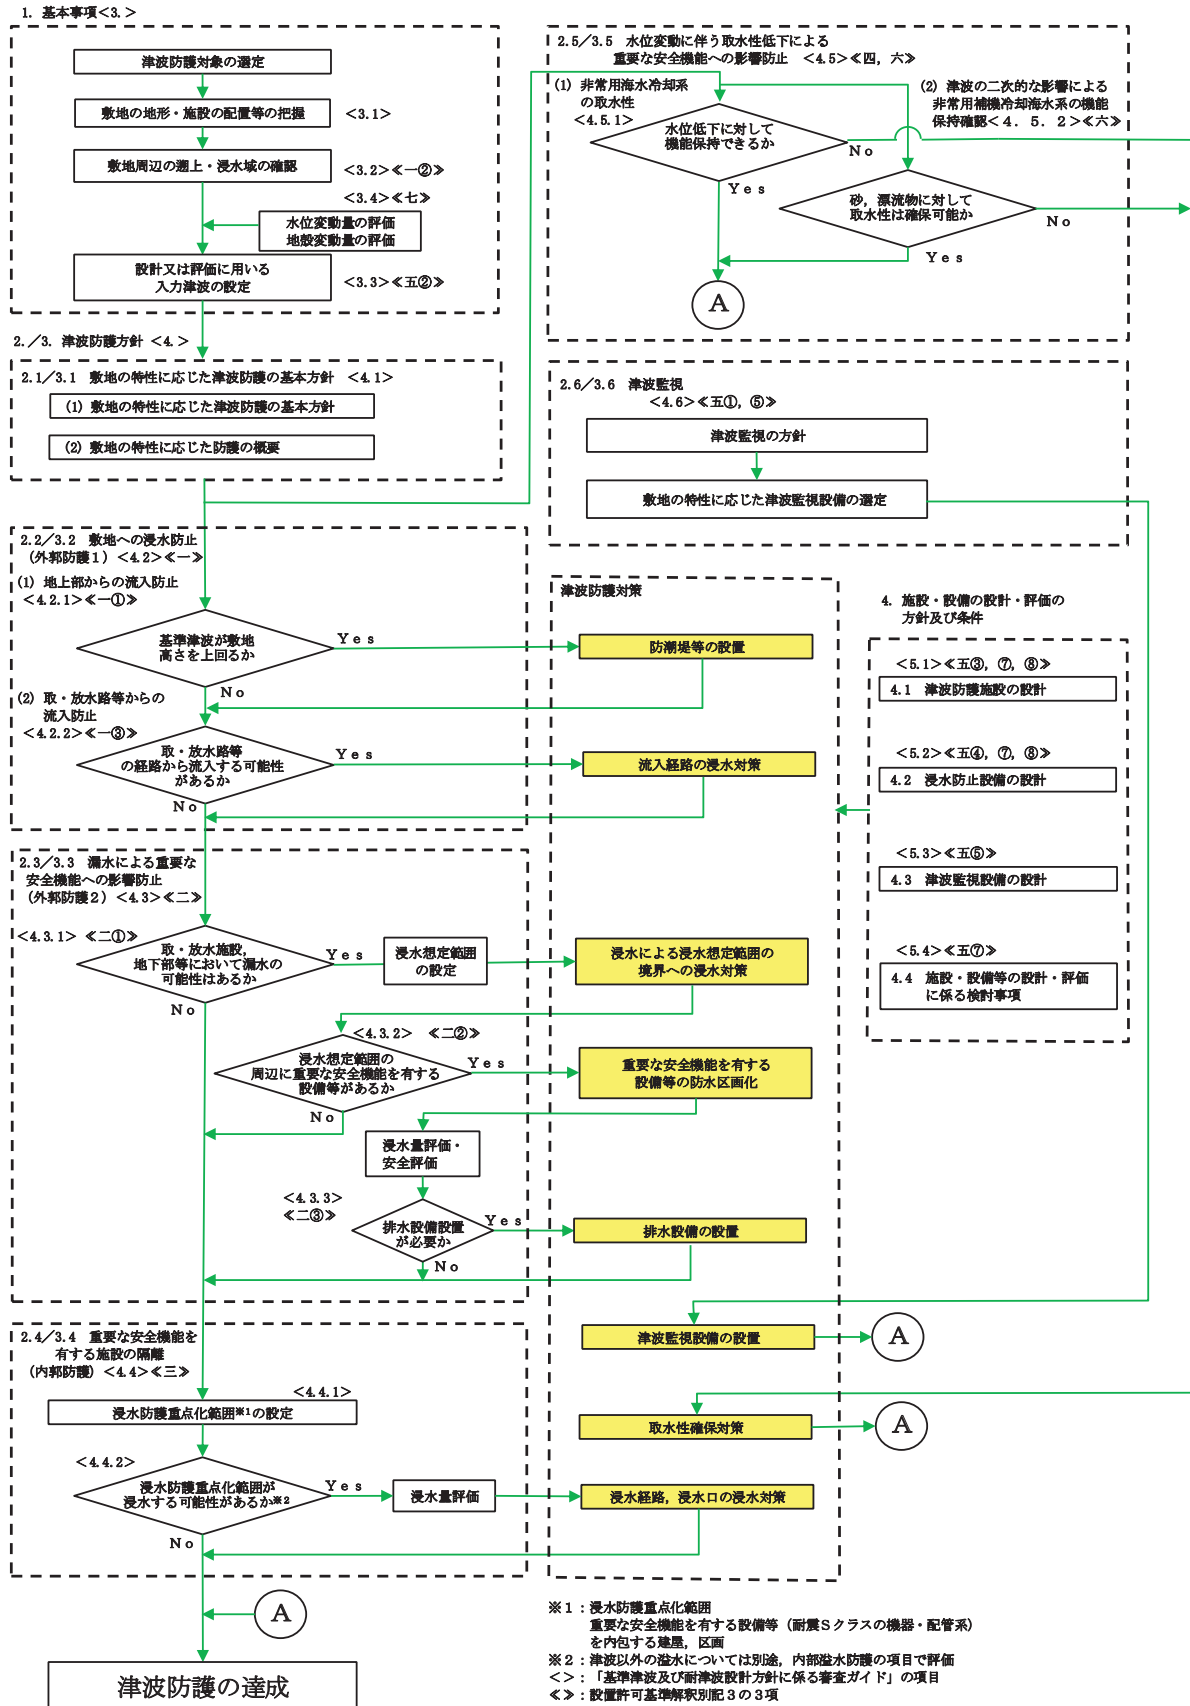 1. 基本事項<3.>
津波防護対象の選定
敷地の地形・施設の配置等の把握
<3.1>
敷地周辺の遡上・浸水域の確認
<3.2>≪一②≫
<3.4>≪七≫
水位変動量の評価
地殻変動量の評価
設計又は評価に用いる
入力津波の設定
<3.3>≪五②≫
2.／3. 津波防護方針 <4.>
2.1／3.1 敷地の特性に応じた津波防護の基本方針 <4.1>
(1) 敷地の特性に応じた津波防護の基本方針
(2) 敷地の特性に応じた防護の概要
2.2／3.2 敷地への浸水防止
(外郭防護１) <4.2>≪一≫
(1) 地上部からの流入防止
<4.2.1>≪一①≫
基準津波が敷地
高さを上回るか
Ｙｅｓ
Ｎｏ
(2) 取・放水路等からの
流入防止
<4.2.2>≪一③≫
取・放水路等
の経路から流入する可能性
があるか
Ｙｅｓ
Ｎｏ
2.3／3.3 漏水による重要な
安全機能への影響防止
(外郭防護２) <4.3>≪二≫
<4.3.1> ≪二①≫
取・放水施設，
地下部等において漏水の
可能性はあるか
Ｙｅｓ
Ｎｏ
浸水想定範囲
の設定
<4.3.2> ≪二②≫
浸水想定範囲の
周辺に重要な安全機能を有する
設備等があるか
Ｙｅｓ
Ｎｏ
浸水量評価・
安全評価
<4.3.3>
≪二③≫
排水設備設置
が必要か
Ｙｅｓ
Ｎｏ
2.4／3.4 重要な安全機能を
有する施設の隔離
(内郭防護) <4.4>≪三≫
<4.4.1>
浸水防護重点化範囲※1の設定
<4.4.2>
浸水防護重点化範囲が
浸水する可能性があるか※2
Ｙｅｓ
Ｎｏ
浸水量評価
Ａ
津波防護の達成
2.5／3.5 水位変動に伴う取水性低下による
重要な安全機能への影響防止 <4.5>≪四，六≫
(1) 非常用海水冷却系
の取水性
<4.5.1>
水位低下に対して
機能保持できるか
Ｎｏ
Ｙｅｓ
(2) 津波の二次的な影響による
非常用補機冷却海水系の機能
保持確認<４．５．２>≪六≫
砂，漂流物に対して
取水性は確保可能か
Ｎｏ
Ｙｅｓ
Ａ
2.6／3.6 津波監視
<4.6>≪五①，⑤≫
津波監視の方針
敷地の特性に応じた津波監視設備の選定
津波防護対策
防潮堤等の設置
流入経路の浸水対策
浸水による浸水想定範囲の
境界への浸水対策
重要な安全機能を有する
設備等の防水区画化
排水設備の設置
津波監視設備の設置
Ａ
取水性確保対策
Ａ
浸水経路，浸水口の浸水対策
4. 施設・設備の設計・評価の
方針及び条件
<5.1>≪五③，⑦，⑧≫
4.1 津波防護施設の設計
<5.2>≪五④，⑦，⑧≫
4.2 浸水防止設備の設計
<5.3>≪五⑤≫
4.3 津波監視設備の設計
<5.4>≪五⑦≫
4.4 施設・設備等の設計・評価
に係る検討事項
※１：浸水防護重点化範囲
重要な安全機能を有する設備等（耐震Ｓクラスの機器・配管系）
を内包する建屋，区画
※２：津波以外の溢水については別途，内部溢水防護の項目で評価
<>：「基準津波及び耐津波設計方針に係る審査ガイド」の項目
≪≫：設置許可基準解釈別記３の３項